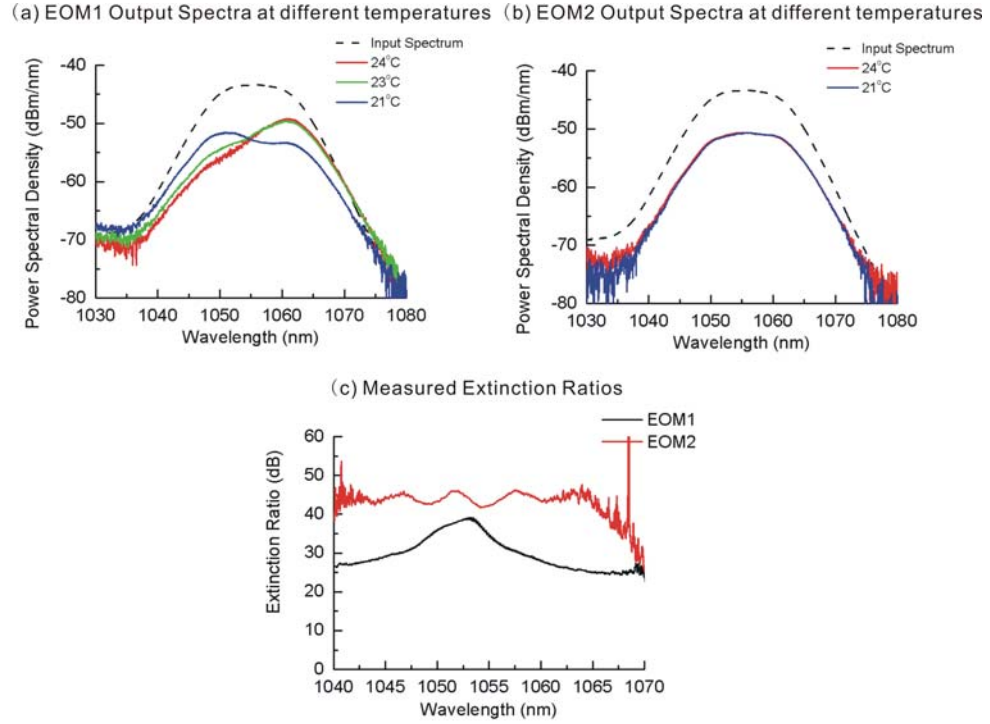 (a) EOM1 Output Spectra at different temperatures
Input Spectrum
24°C
23°C
21°C
-40
-50
-60
-70
-80
Power Spectral Density (dBm/nm)
1030 1040 1050 1060 1070 1080
Wavelength (nm)
(b) EOM2 Output Spectra at different temperatures
Input Spectrum
24°C
21°C
-40
-50
-60
-70
-80
Power Spectral Density (dBm/nm)
1030 1040 1050 1060 1070 1080
Wavelength (nm)
(c) Measured Extinction Ratios
EOM1
EOM2
60
50
40
30
20
10
0
Extinction Ratio (dB)
1040 1045 1050 1055 1060 1065 1070
Wavelength (nm)